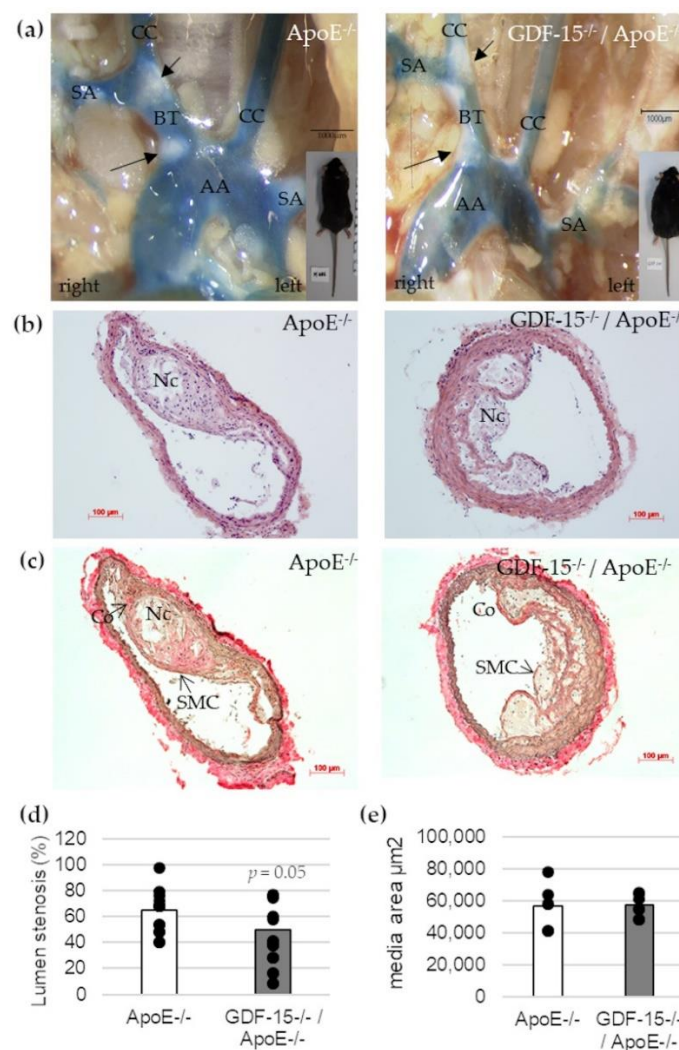 (a)
ApoE-/-
CC
SA
BT
CC
AA
SA
1000µm
right
left
GDF-15-/-/ ApoE-/-
CC
SA
BT
CC
AA
SA
1000µm
right
left
(b)
ApoE-/-
Nc
100 µm
GDF-15-/-/ ApoE-/-
Nc
100 µm
(c)
ApoE-/-
Co
Nc
SMC
100 µm
GDF-15-/-/ ApoE-/-
Co
SMC
100 µm
(d)
Lumen stenosis (%)
120
100
80
60
40
20
0
p = 0.05
ApoE-/-
GDF-15-/- /
ApoE-/-
(e)
media area µm2
100,000
80,000
60,000
40,000
20,000
0
ApoE-/-
GDF-15-/-
/ ApoE-/-